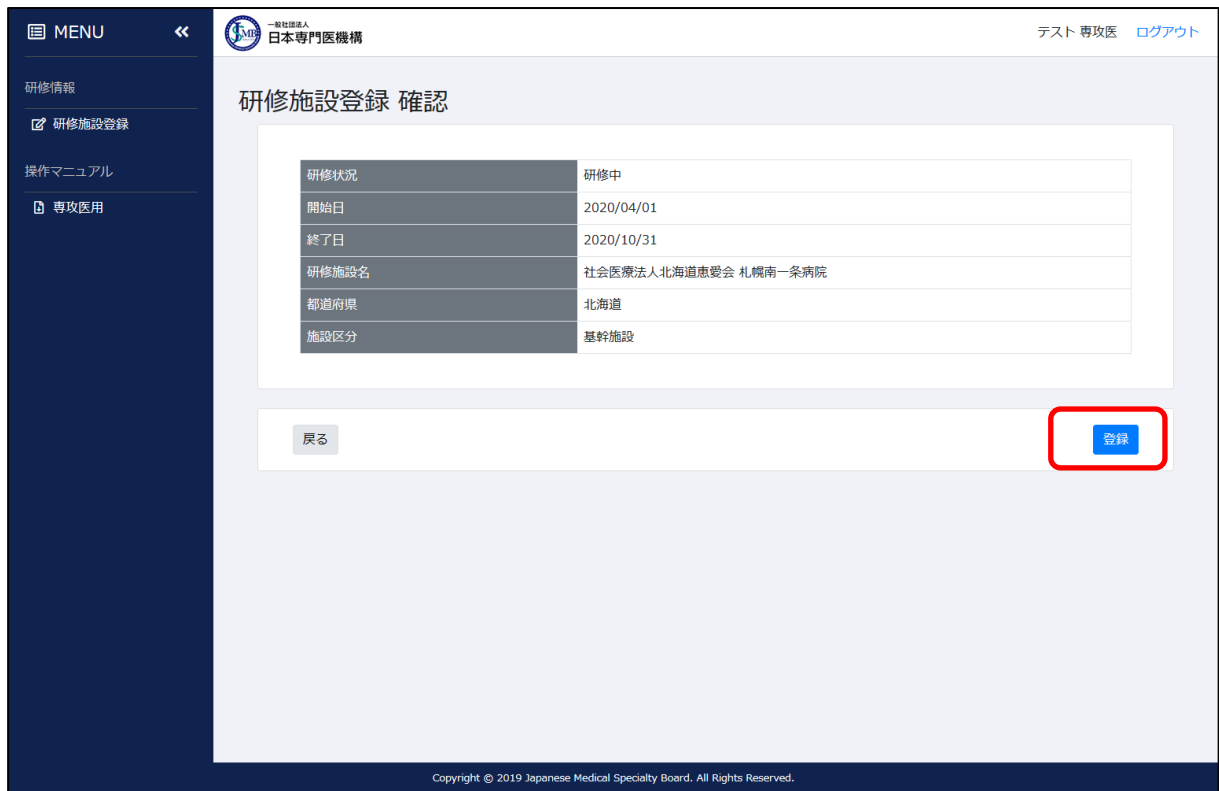 MENU
一般社団法人
日本専門医機構
テスト 専攻医 ログアウト
研修情報
研修施設登録
操作マニュアル
専攻医用
研修施設登録 確認
研修状況 研修中
開始日 2020/04/01
終了日 2020/10/31
研修施設名 社会医療法人北海道恵愛会 札幌南一条病院
都道府県 北海道
施設区分 基幹施設
戻る 登録
Copyright © 2019 Japanese Medical Specialty Board. All Rights Reserved.